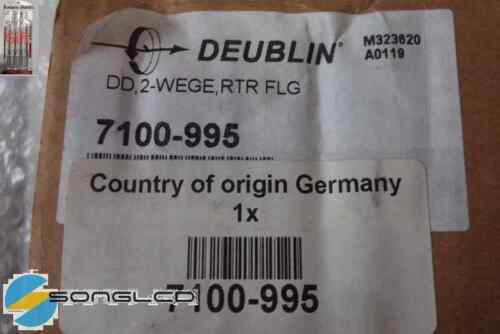 DEUBLIN®
M323620
A0119
DD,2-WEGE,RTR FLG
7100-995
Country of origin Germany
1x
7100-995
SONGLCD